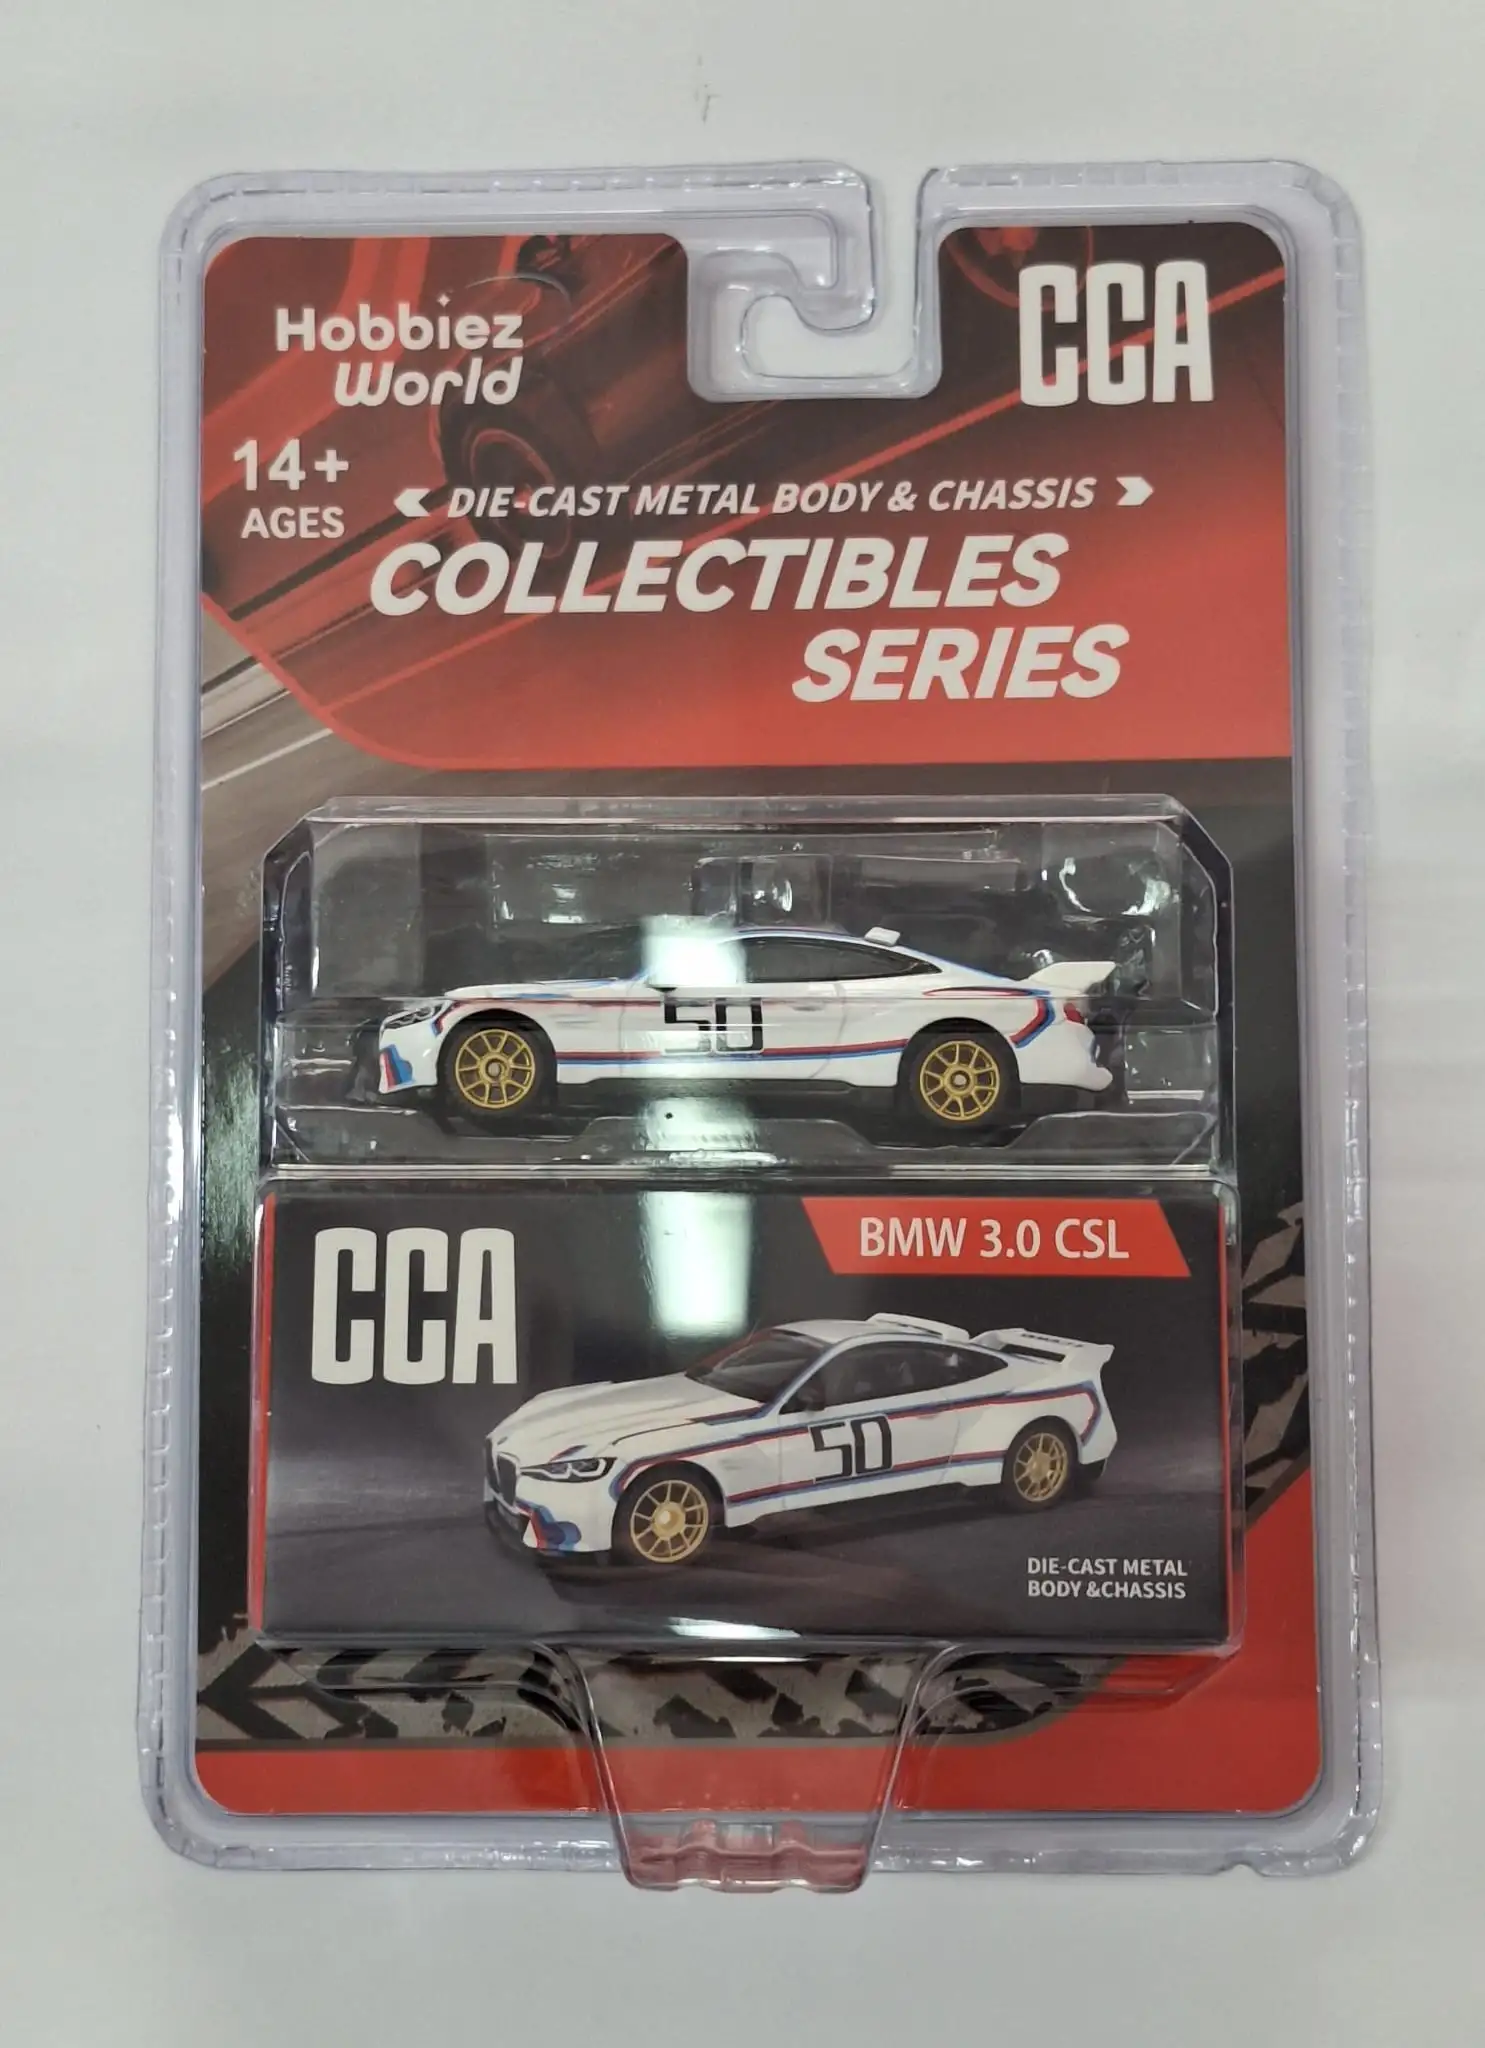 Hobbiez
World
CCA
14+
AGES
DIE-CAST METAL BODY & CHASSIS
COLLECTIBLES
SERIES
50
CCA
BMW 3.0 CSL
50
DIE-CAST METAL
BODY &CHASSIS